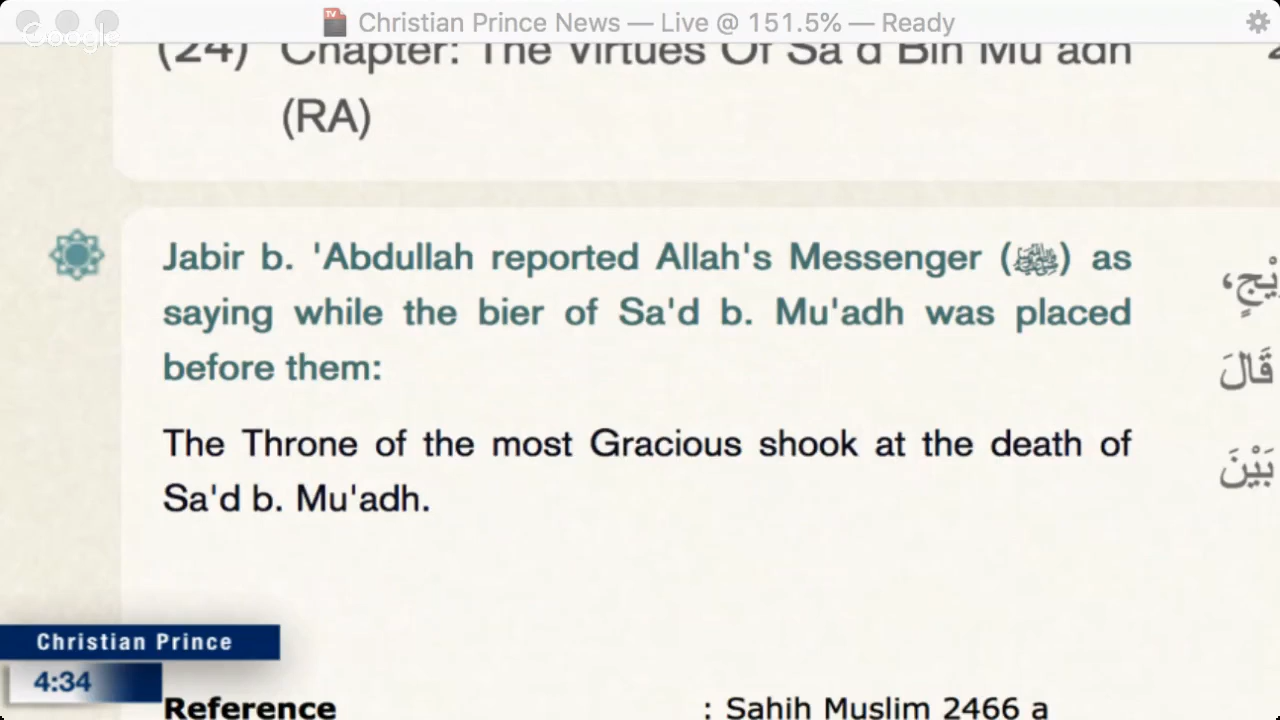 Christian Prince News — Live @ 151.5% — Ready
Google
(24) Chapter: The Virtues Of Sa'd Bin Mu'adh
(RA)
Jabir b. 'Abdullah reported Allah's Messenger (ﷺ) as
saying while the bier of Sa'd b. Mu'adh was placed
before them:
The Throne of the most Gracious shook at the death of
Sa'd b. Mu'adh.
قَالَ
بَيْنَ
Christian Prince
4:34
Reference : Sahih Muslim 2466 a